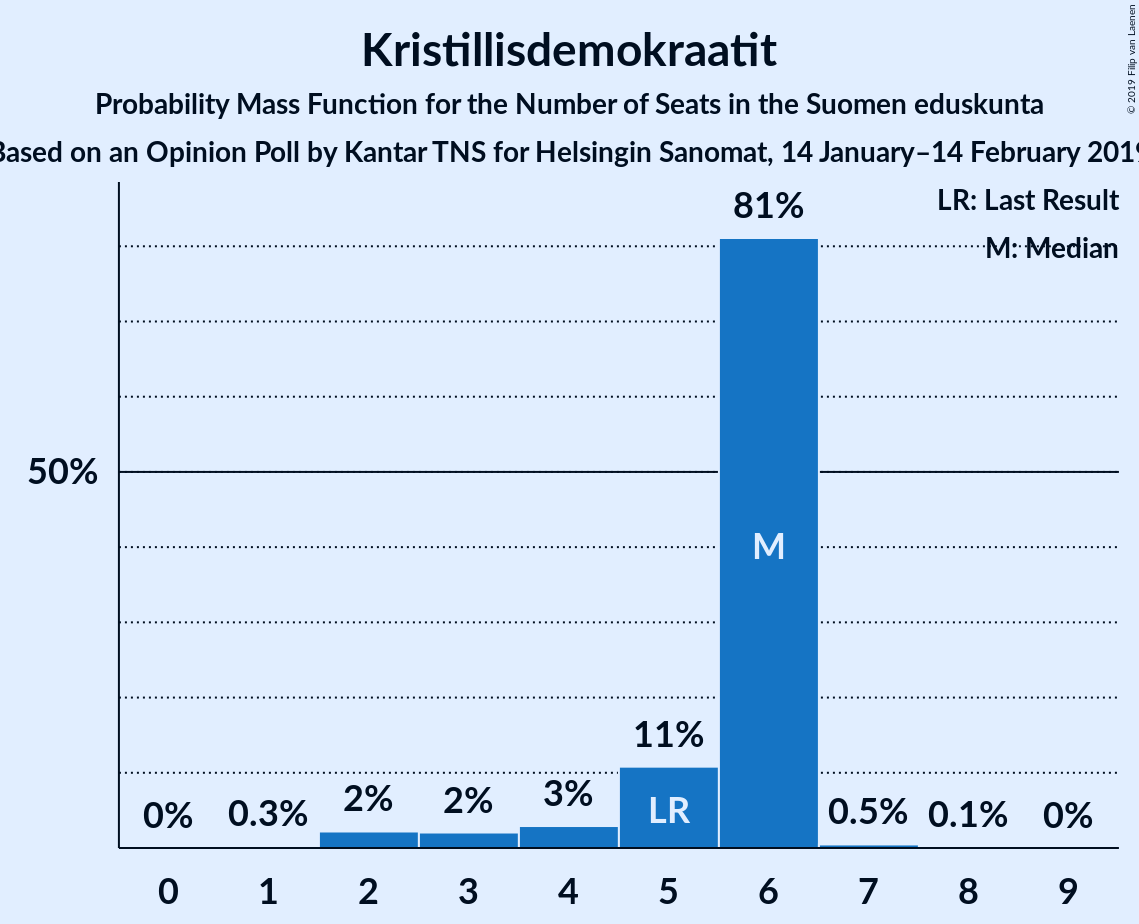 © 2019 Filip van Laenen
Kristillisdemokraatit
Probability Mass Function for the Number of Seats in the Suomen eduskunta
Based on an Opinion Poll by Kantar TNS for Helsingin Sanomat, 14 January–14 February 2019
LR: Last Result
M: Median
50%
0% 0.3% 2% 2% 3% 11% 81% 0.5% 0.1% 0%
LR M
0 1 2 3 4 5 6 7 8 9